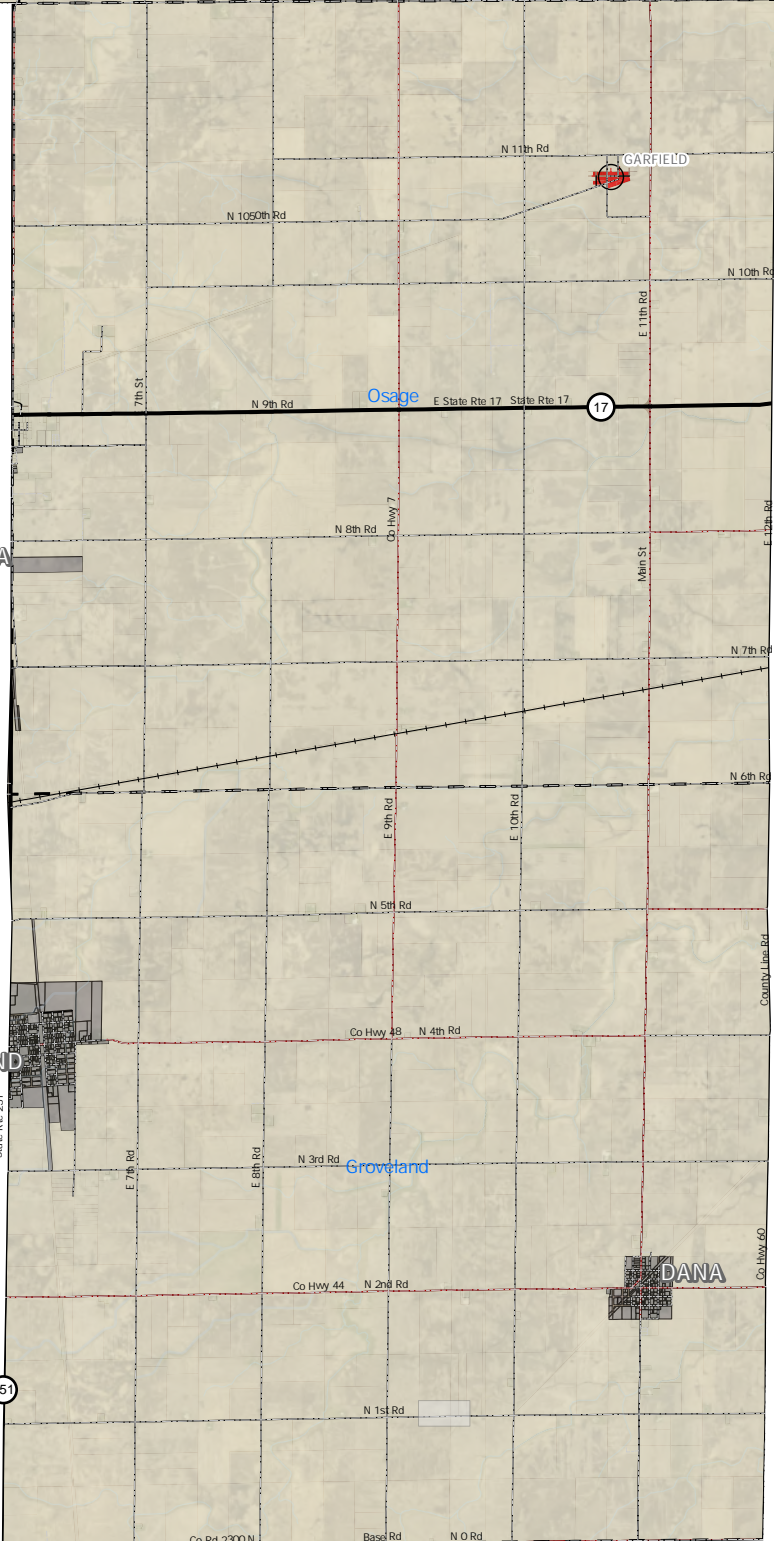 N 11th Rd
GARFIELD
N 1050th Rd
N 10th Rd
E 11th Rd
7th St
Osage
N 9th Rd
E State Rte 17
State Rte 17
17
Co Hwy 7
N 8th Rd
E 12th Rd
Main St
A
N 7th Rd
N 6th Rd
E 9th Rd
E 10th Rd
N 5th Rd
County Line Rd
Co Hwy 48
N 4th Rd
ND
E 7th Rd
E 8th Rd
N 3rd Rd
Groveland
Co Hwy 60
DANA
Co Hwy 44
N 2nd Rd
51
N 1st Rd
Co Rd 2300 N
Base Rd
N 0 Rd